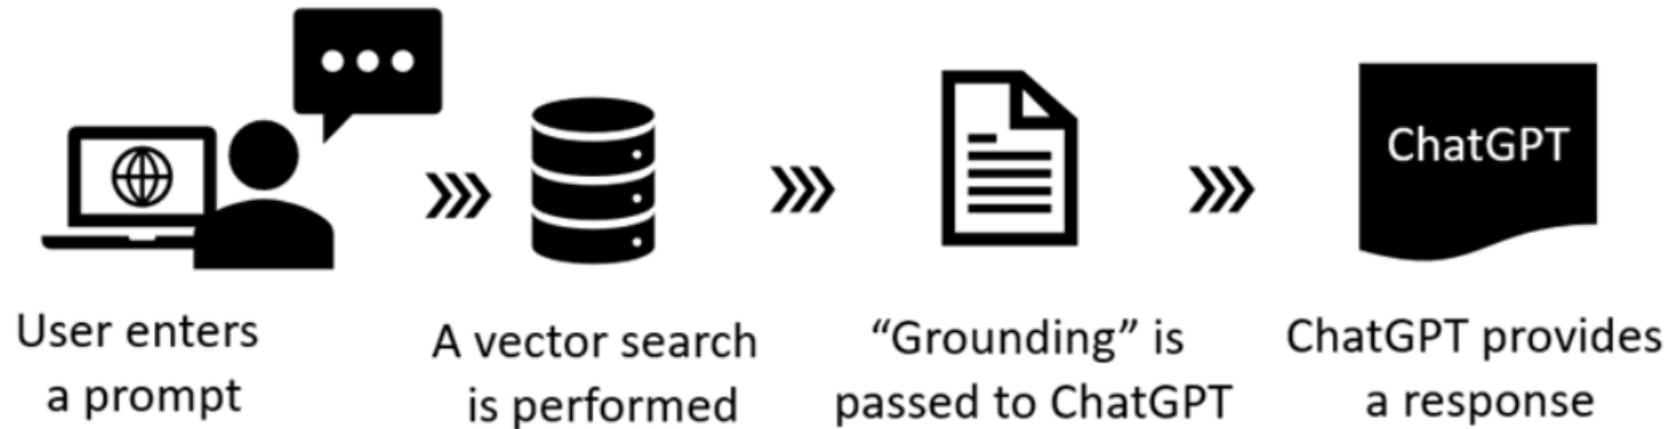 ChatGPT
User enters
a prompt
A vector search
is performed
“Grounding” is
passed to ChatGPT
ChatGPT provides
a response